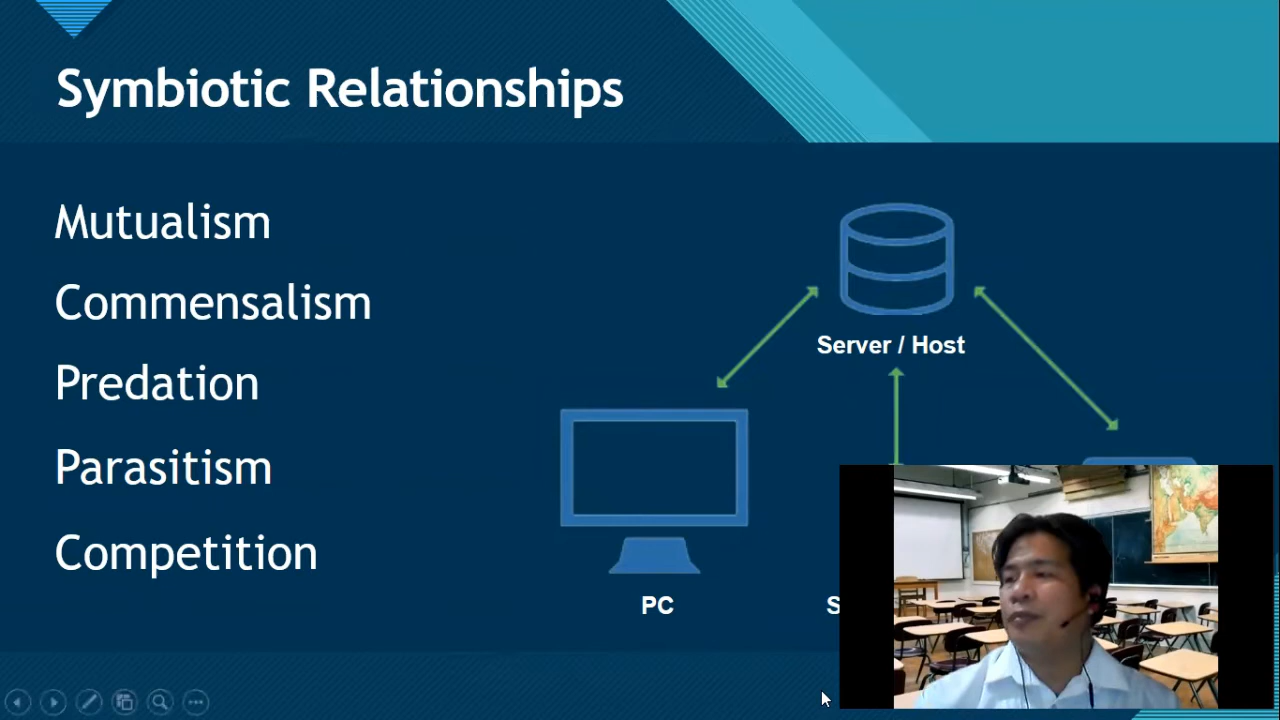 Symbiotic Relationships
Mutualism
Commensalism
Predation
Parasitism
Competition
Server / Host
PC